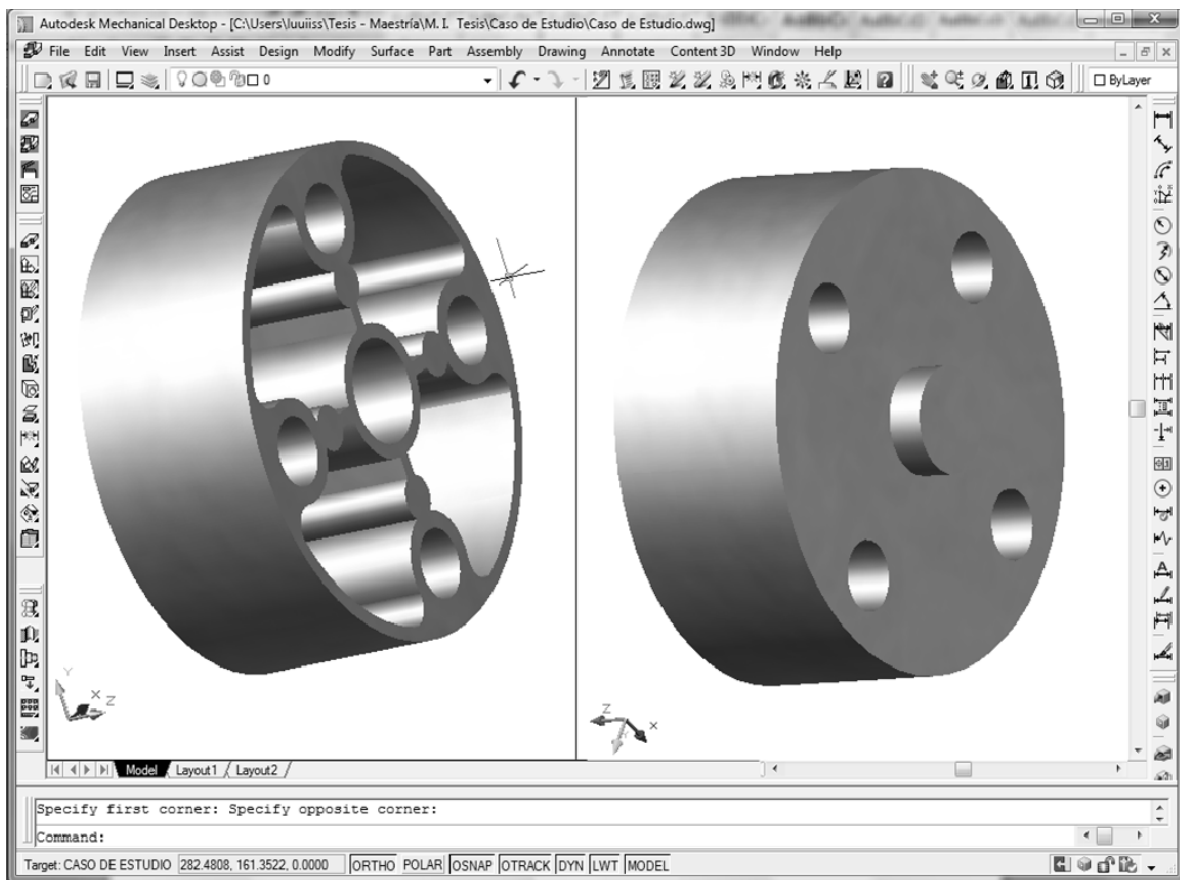 Autodesk Mechanical Desktop - [C:\Users\luuiiss\Tesis - Maestría\M. I.  Tesis\Caso de Estudio\Caso de Estudio.dwg]
File Edit View Insert Assist Design Modify Surface Part Assembly Drawing Annotate Content 3D Window Help
0
ByLayer
Y
X
Z
Z
X
Y
Model Layout1 Layout2
Specify first corner: Specify opposite corner:
Command:
Target: CASO DE ESTUDIO 282.4808, 161.3522, 0.0000 ORTHO POLAR OSNAP OTRACK DYN LWT MODEL